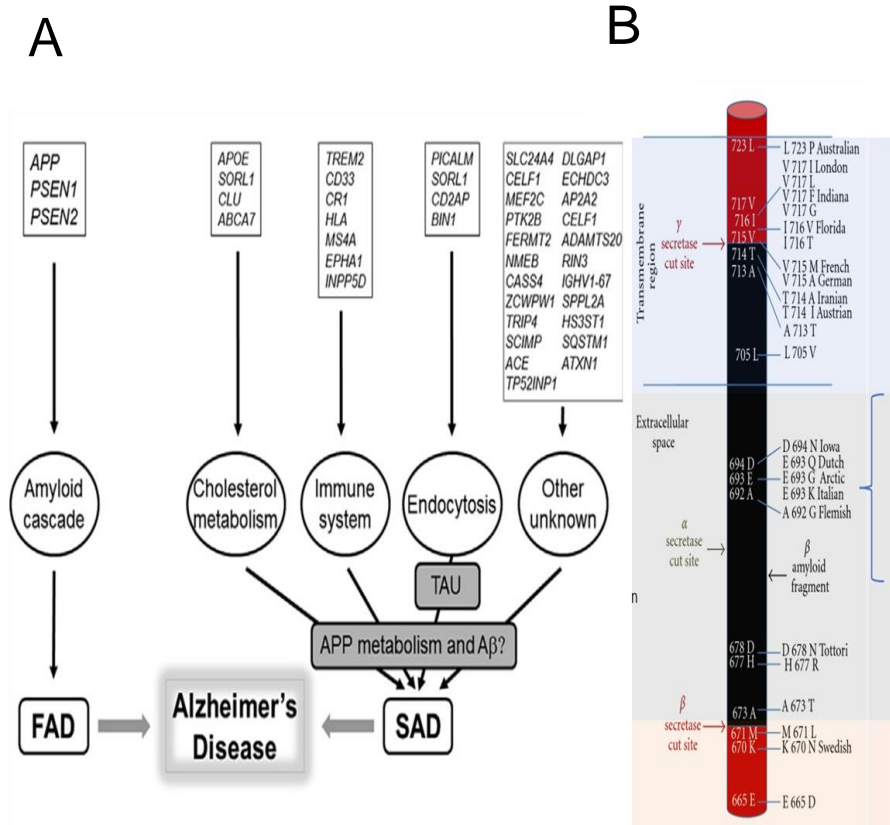 A
B
APP
PSEN1
PSEN2
APOE
SORL1
CLU
ABCA7
TREM2
CD33
CR1
HLA
MS4A
EPHA1
INPP5D
PICALM
SORL1
CD2AP
BIN1
SLC24A4 DLGAP1
CELF1 ECHDC3
MEF2C AP2A2
PTK2B CELF1
FERMT2 ADAMTS20
NMEB RIN3
CASS4 IGHV1-67
ZCWPW1 SPPL2A
TRIP4 HS3ST1
SCIMP SQSTM1
ACE ATXN1
TP52INP1
Amyloid
cascade
Cholesterol
metabolism
Immune
system
Endocytosis
Other
unknown
TAU
APP metabolism and Aβ?
FAD
Alzheimer's
Disease
SAD
Transmembrane
region
γ
secretase
cut site
723 L
717 V
716 I
715 V
714 T
713 A
705 L
L 723 P Australian
V 717 I London
V 717 L
V 717 F Indiana
V 717 G
I 716 V Florida
I 716 T
V 715 M French
V 715 A German
T 714 A Iranian
T 714 I Austrian
A 713 T
L 705 V
Extracellular
space
694 D
693 E
692 A
D 694 N Iowa
E 693 Q Dutch
E 693 G Arctic
E 693 K Italian
A 692 G Flemish
α
secretase
cut site
β
amyloid
fragment
n
678 D
677 H
D 678 N Tottori
H 677 R
β
secretase
cut site
673 A
671 M
670 K
665 E
A 673 T
M 671 L
K 670 N Swedish
E 665 D